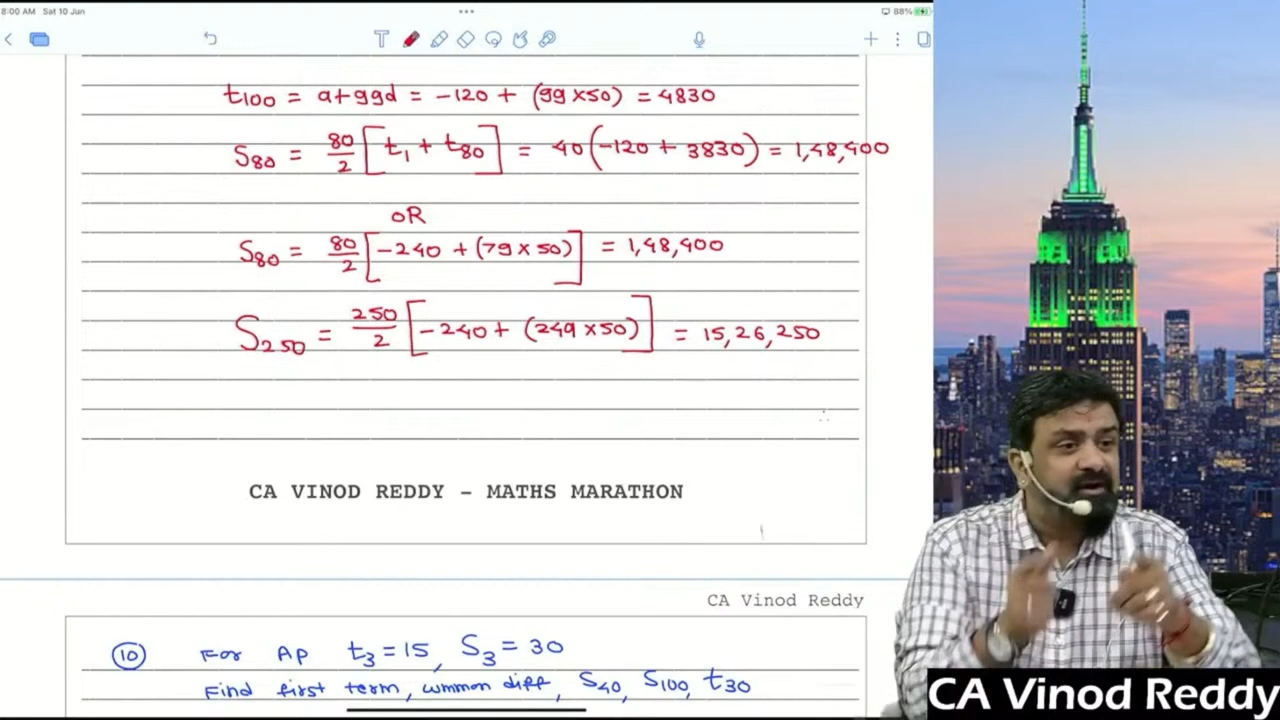 8:00 AM Sat 10 Jun
88%
t100 = a+99d = -120 + (99×50) = 4830
S80 = 80/2 [t1 + t80] = 40(-120 + 3830) = 1,48,400
OR
S80 = 80/2 [-240 + (79×50)] = 1,48,400
S250 = 250/2 [-240 + (249×50)] = 15,26,250
CA VINOD REDDY - MATHS MARATHON
CA Vinod Reddy
10 For AP t3 = 15, S3 = 30
Find first term, common diff, S40, S100, t30
CA Vinod Reddy